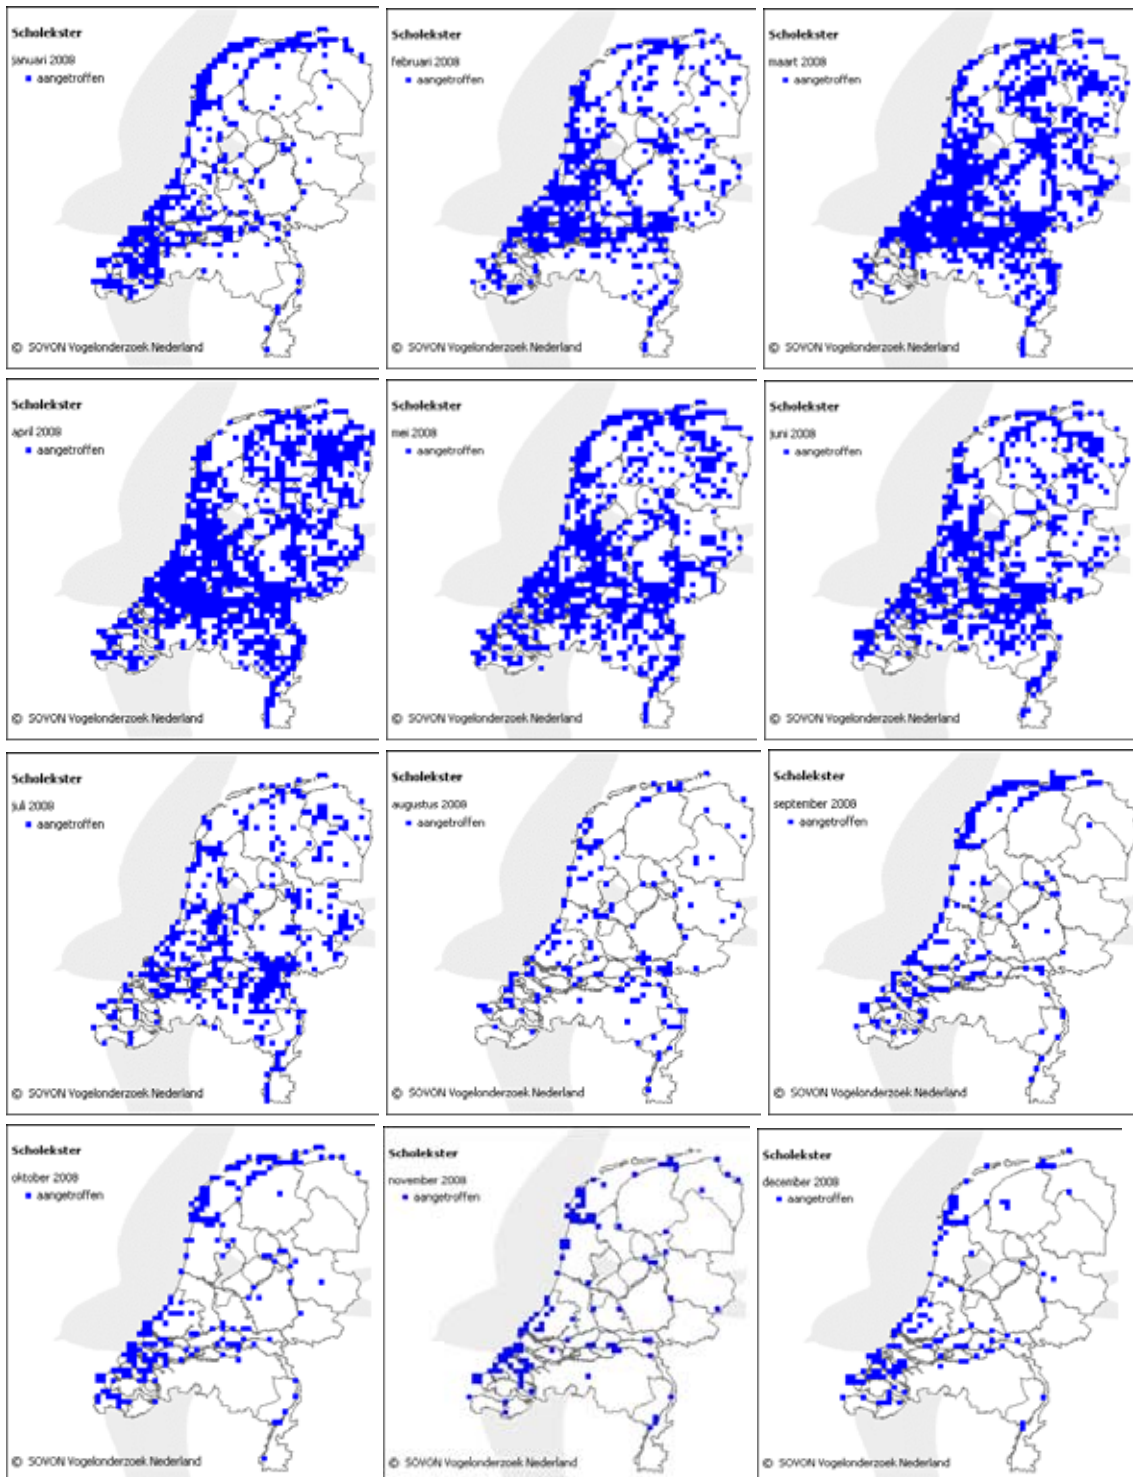 Scholekster
januari 2008
aangetroffen
© SOVON Vogelonderzoek Nederland
Scholekster
februari 2008
aangetroffen
© SOVON Vogelonderzoek Nederland
Scholekster
maart 2008
aangetroffen
© SOVON Vogelonderzoek Nederland
Scholekster
april 2008
aangetroffen
© SOVON Vogelonderzoek Nederland
Scholekster
mei 2008
aangetroffen
© SOVON Vogelonderzoek Nederland
Scholekster
juni 2008
aangetroffen
© SOVON Vogelonderzoek Nederland
Scholekster
juli 2008
aangetroffen
© SOVON Vogelonderzoek Nederland
Scholekster
augustus 2008
aangetroffen
© SOVON Vogelonderzoek Nederland
Scholekster
september 2008
aangetroffen
© SOVON Vogelonderzoek Nederland
Scholekster
oktober 2008
aangetroffen
© SOVON Vogelonderzoek Nederland
Scholekster
november 2008
aangetroffen
© SOVON Vogelonderzoek Nederland
Scholekster
december 2008
aangetroffen
© SOVON Vogelonderzoek Nederland